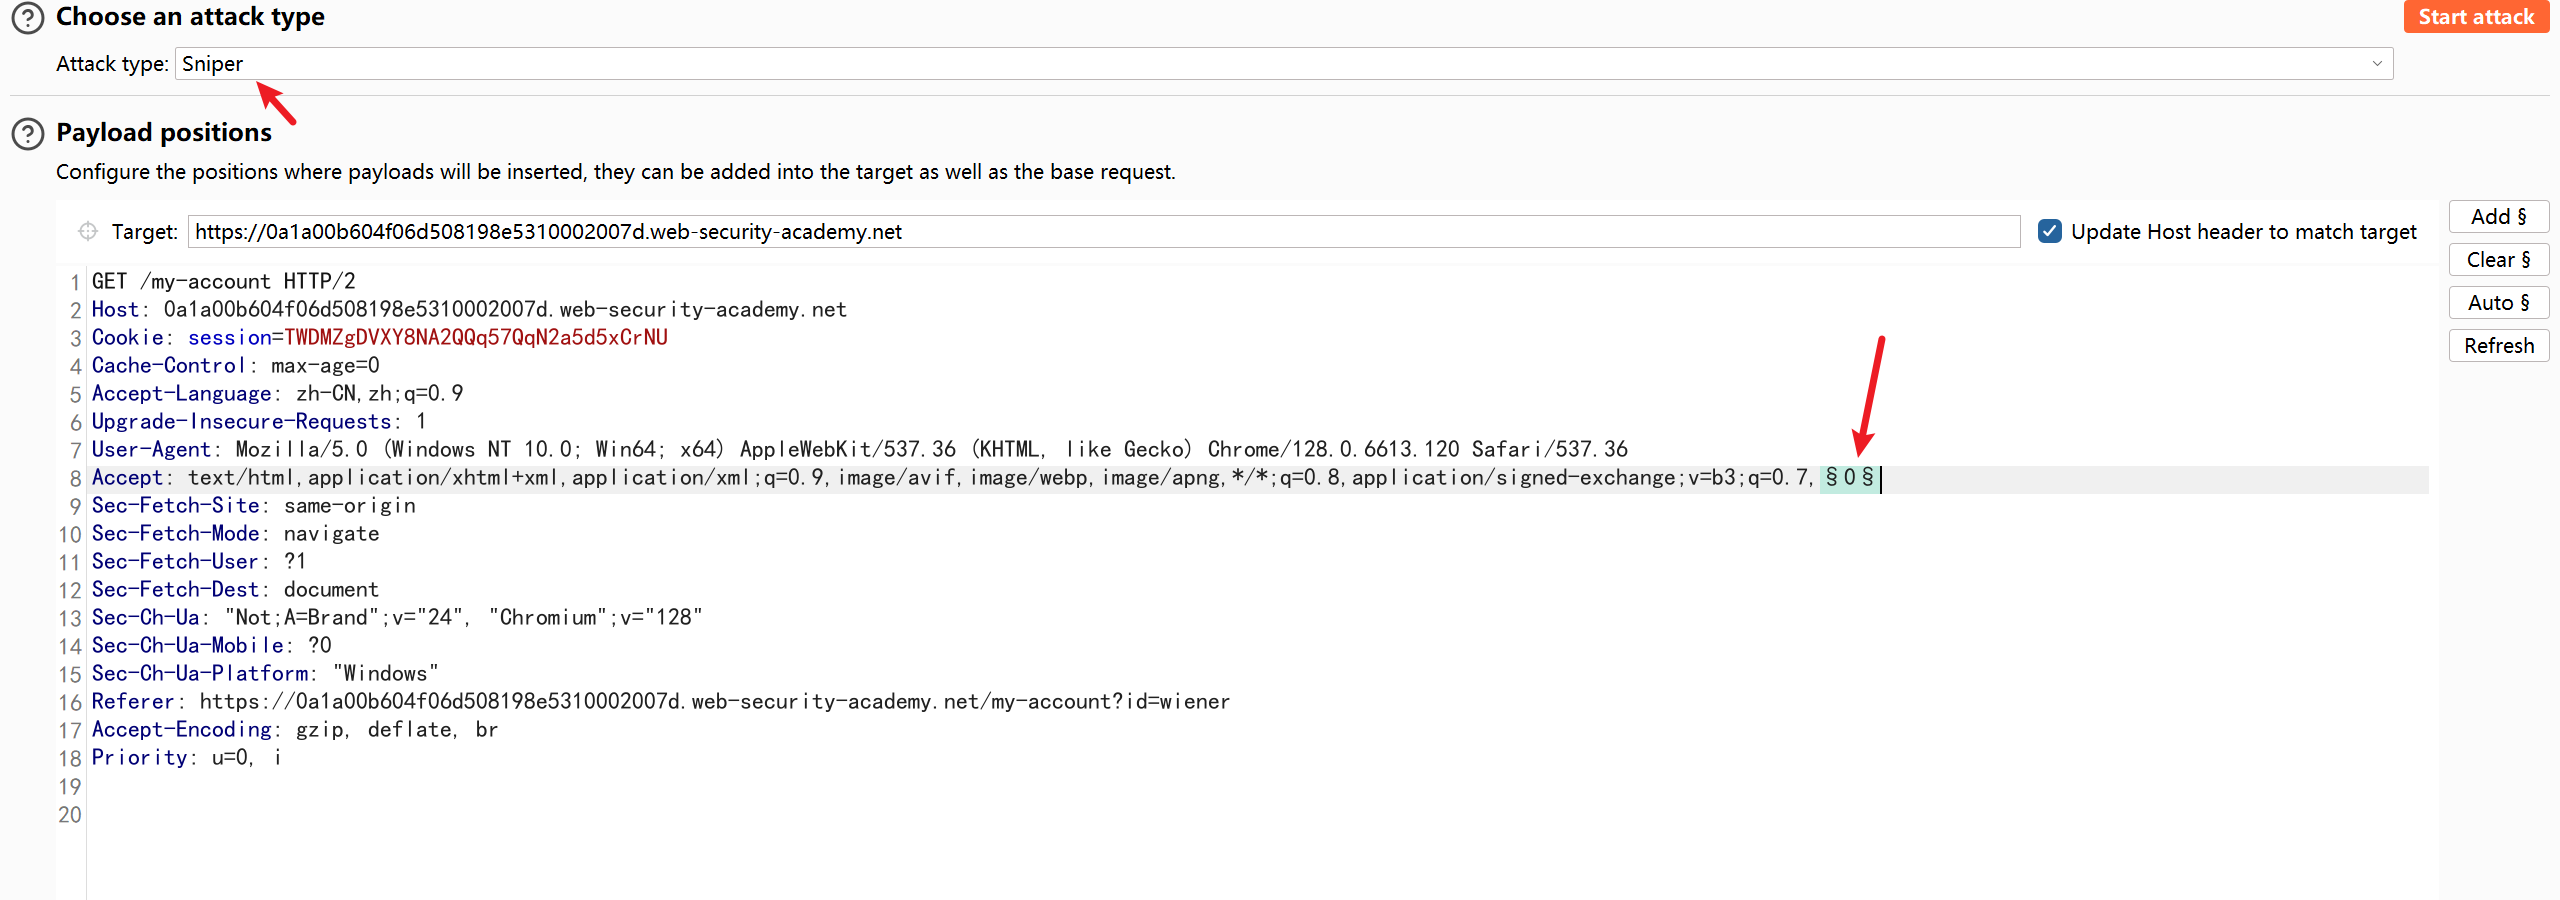 Choose an attack type
Start attack
Attack type: Sniper
Payload positions
Configure the positions where payloads will be inserted, they can be added into the target as well as the base request.
Target: https://0a1a00b604f06d508198e5310002007d.web-security-academy.net
Update Host header to match target
Add §
Clear §
Auto §
Refresh
1 GET /my-account HTTP/2
2 Host: 0a1a00b604f06d508198e5310002007d.web-security-academy.net
3 Cookie: session=TWDMZgDVXY8NA2QQq57QqN2a5d5xCrNU
4 Cache-Control: max-age=0
5 Accept-Language: zh-CN,zh;q=0.9
6 Upgrade-Insecure-Requests: 1
7 User-Agent: Mozilla/5.0 (Windows NT 10.0; Win64; x64) AppleWebKit/537.36 (KHTML, like Gecko) Chrome/128.0.6613.120 Safari/537.36
8 Accept: text/html,application/xhtml+xml,application/xml;q=0.9,image/avif,image/webp,image/apng,*/*;q=0.8,application/signed-exchange;v=b3;q=0.7,§0§
9 Sec-Fetch-Site: same-origin
10 Sec-Fetch-Mode: navigate
11 Sec-Fetch-User: ?1
12 Sec-Fetch-Dest: document
13 Sec-Ch-Ua: "Not;A=Brand";v="24", "Chromium";v="128"
14 Sec-Ch-Ua-Mobile: ?0
15 Sec-Ch-Ua-Platform: "Windows"
16 Referer: https://0a1a00b604f06d508198e5310002007d.web-security-academy.net/my-account?id=wiener
17 Accept-Encoding: gzip, deflate, br
18 Priority: u=0, i
19
20